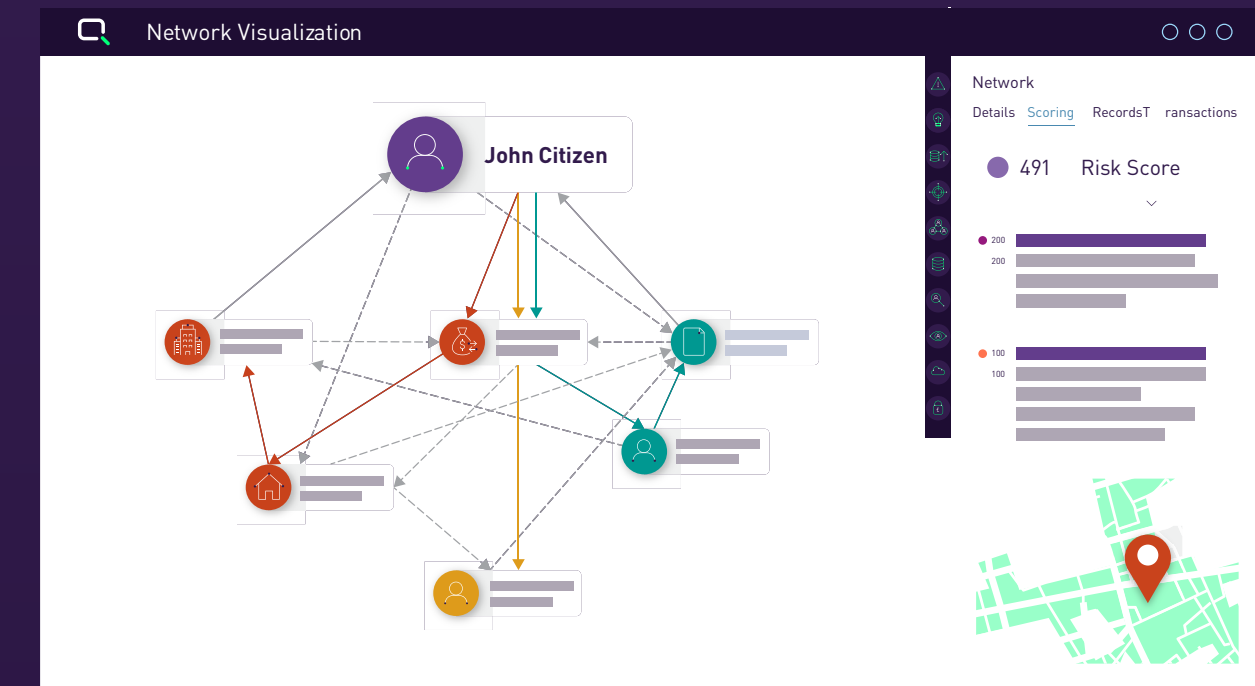 Network Visualization
John Citizen
Network
Details Scoring RecordsT ransactions
491 Risk Score
200
200
100
100